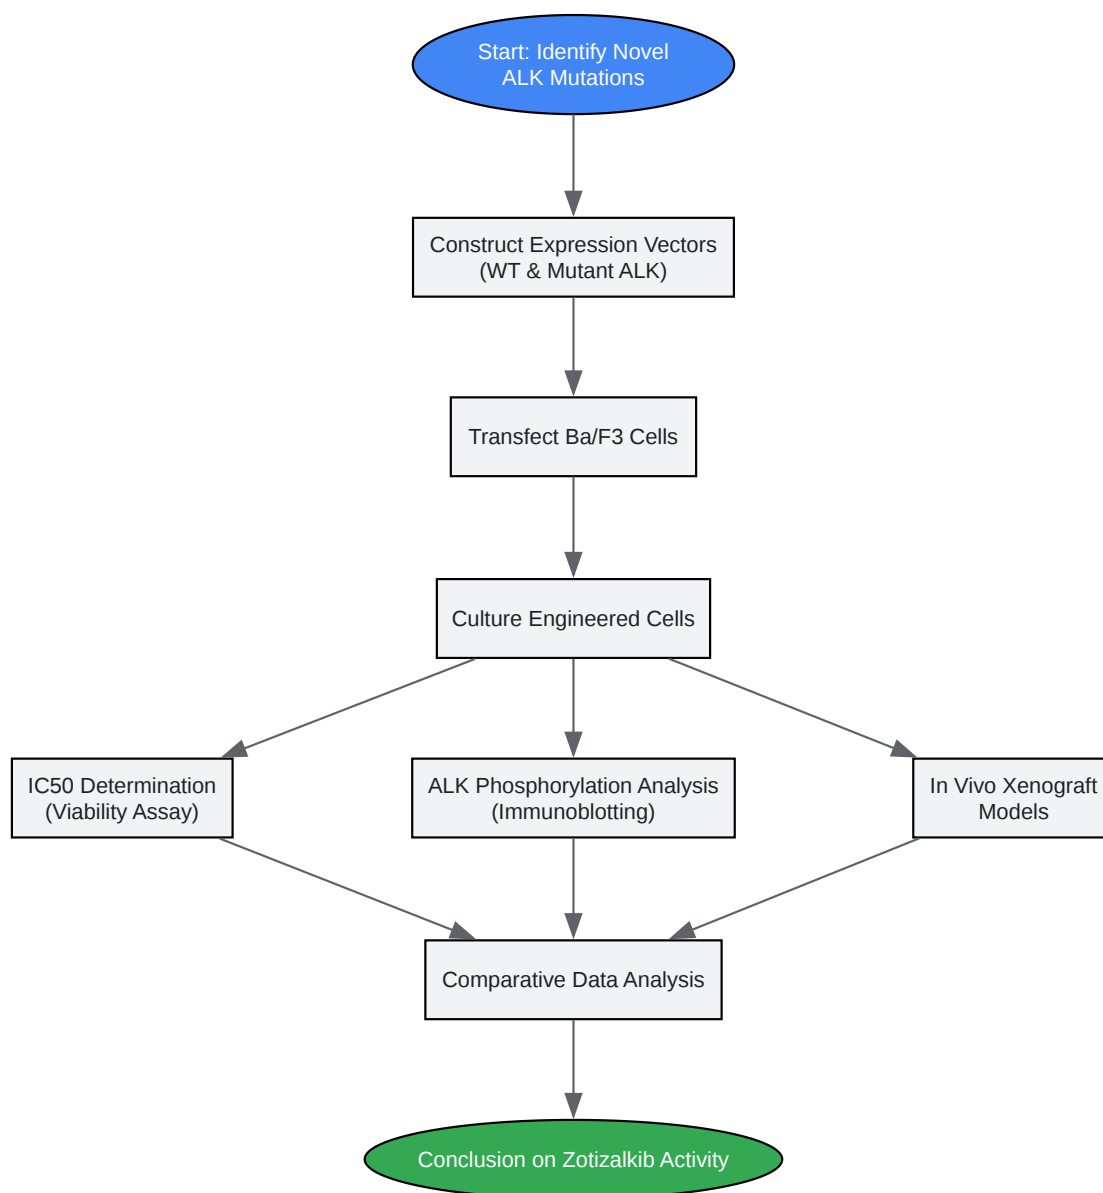 Start: Identify Novel
ALK Mutations
Construct Expression Vectors
(WT & Mutant ALK)
Transfect Ba/F3 Cells
Culture Engineered Cells
IC50 Determination
(Viability Assay)
ALK Phosphorylation Analysis
(Immunoblotting)
In Vivo Xenograft
Models
Comparative Data Analysis
Conclusion on Zotizalkib Activity